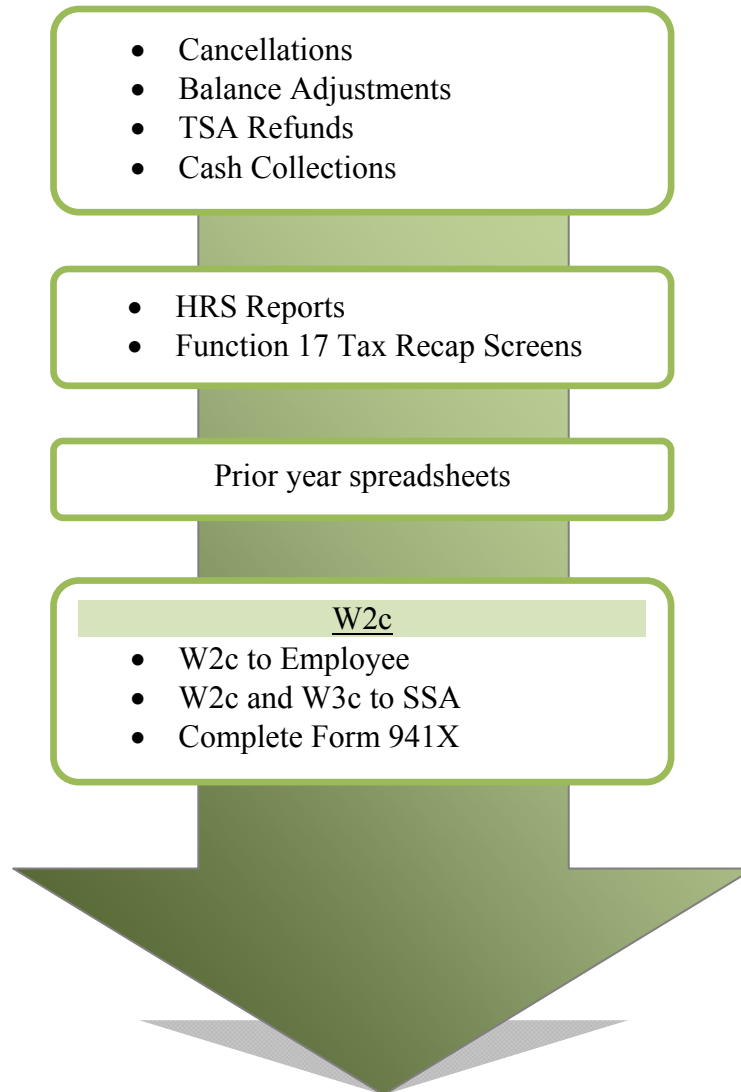 • Cancellations
• Balance Adjustments
• TSA Refunds
• Cash Collections
• HRS Reports
• Function 17 Tax Recap Screens
Prior year spreadsheets
W2c
• W2c to Employee
• W2c and W3c to SSA
• Complete Form 941X